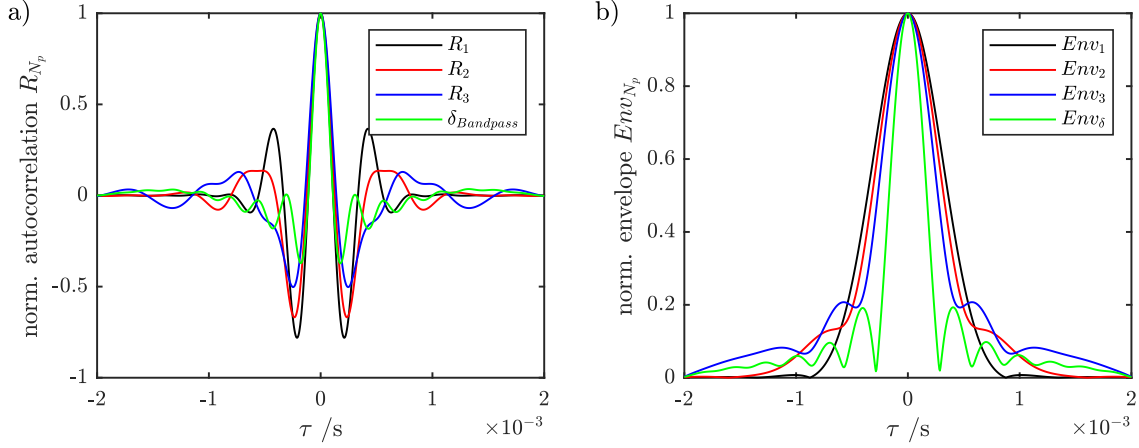 a)
norm. autocorrelation R_{N_p}
1
0.5
0
-0.5
-1
R_1
R_2
R_3
δ_{Bandpass}
-2 -1 0 1 2
τ /s ×10^{-3}
b)
norm. envelope Env_{N_p}
1
0.8
0.6
0.4
0.2
0
Env_1
Env_2
Env_3
Env_δ
-2 -1 0 1 2
τ /s ×10^{-3}